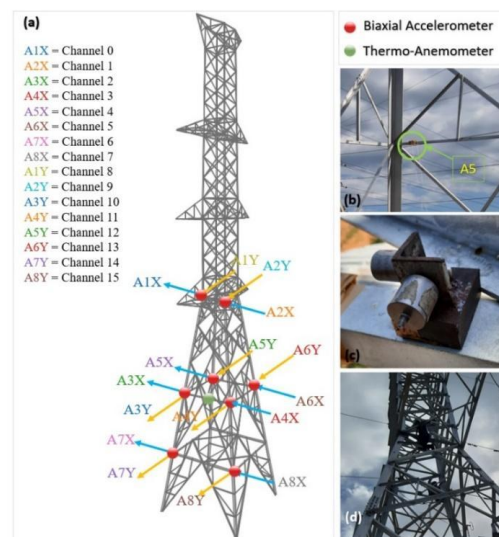 (a)
A1X = Channel 0
A2X = Channel 1
A3X = Channel 2
A4X = Channel 3
A5X = Channel 4
A6X = Channel 5
A7X = Channel 6
A8X = Channel 7
A1Y = Channel 8
A2Y = Channel 9
A3Y = Channel 10
A4Y = Channel 11
A5Y = Channel 12
A6Y = Channel 13
A7Y = Channel 14
A8Y = Channel 15
A1X
A1Y
A2Y
A2X
A5X
A5Y
A6Y
A3X
A6X
A3Y
A4Y
A4X
A7X
A7Y
A8X
A8Y
Biaxial Accelerometer
Thermo-Anemometer
A5
(b)
(c)
(d)